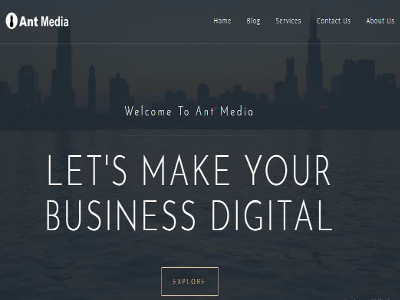 Ant Media
Home Blog Services Contact Us About Us
Welcome To Ant Media
LET'S MAKE YOUR
BUSINESS DIGITAL
EXPLORE